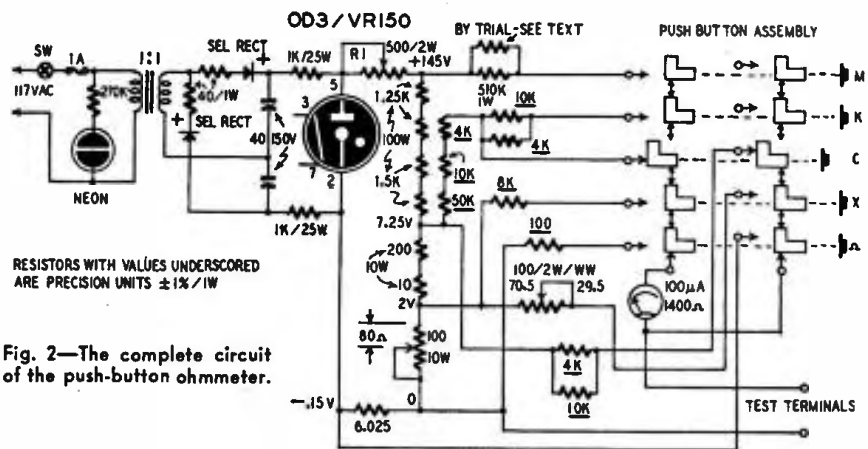 OD3/VR150
BY TRIAL-SEE TEXT
PUSH BUTTON ASSEMBLY
SW
1A
1:1
SEL RECT +
1K/25W
R1
500/2W
+145V
117VAC
270K
40/1W
+
SEL RECT
5
3
7
2
40 150V
1.25K
100W
1.5K
510K
1W
10K
4K
4K
10K
50K
8K
100
M
K
C
X
Ω
NEON
1K/25W
7.25V
200
10W
10
2V
100/2W/WW
70.5
29.5
100μA
1400Ω
RESISTORS WITH VALUES UNDERSCORED
ARE PRECISION UNITS ±1%/1W
80Ω
100
10W
4K
10K
Fig. 2—The complete circuit
of the push-button ohmmeter.
-.15V
0
6.025
TEST TERMINALS